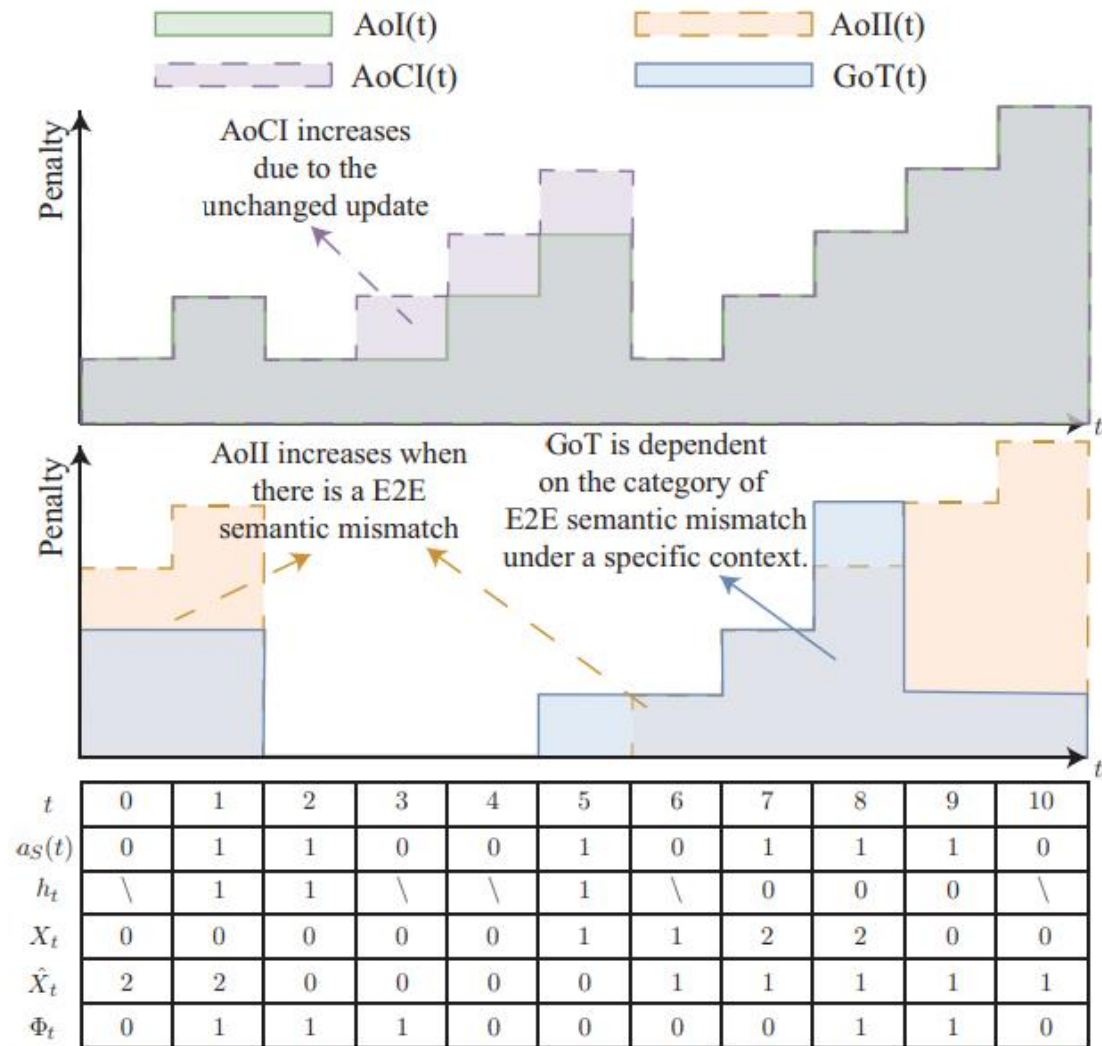 AoI(t) AoII(t)
AoCI(t) GoT(t)
Penalty
AoCI increases
due to the
unchanged update
t
Penalty
AoII increases when
there is a E2E
semantic mismatch
GoT is dependent
on the category of
E2E semantic mismatch
under a specific context.
t
t 0 1 2 3 4 5 6 7 8 9 10
a_S(t) 0 1 1 0 0 1 0 1 1 1 0
h_t \ 1 1 \ \ 1 \ 0 0 0 \
X_t 0 0 0 0 0 1 1 2 2 0 0
X̂_t 2 2 0 0 0 0 1 1 1 1 1
Φ_t 0 1 1 1 0 0 0 0 1 1 0